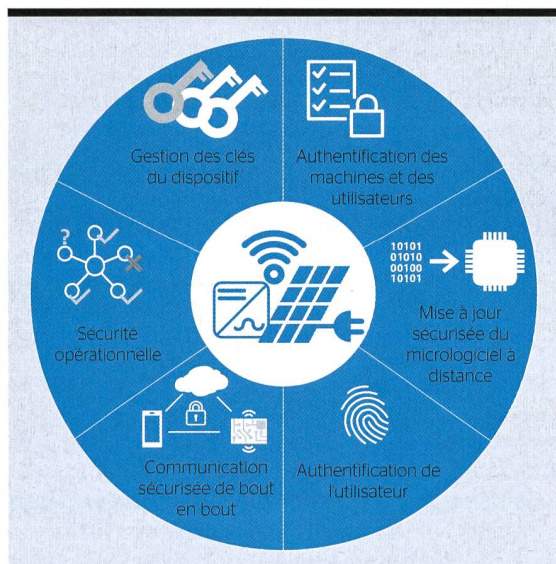 Gestion des clés
du dispositif
Authentification des
machines et des
utilisateurs
10101
01010
00100
10101
Mise à jour
sécurisée du
micrologiciel à
distance
Authentification de
l'utilisateur
Communication
sécurisée de bout
en bout
Sécurité
opérationnelle
?